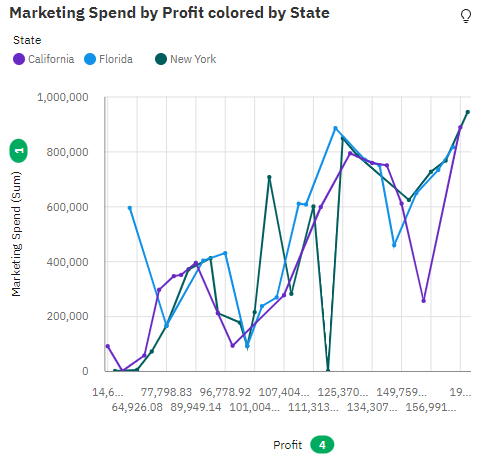 Marketing Spend by Profit colored by State
State
California Florida New York
1,000,000
800,000
600,000
400,000
200,000
0
Marketing Spend (Sum) 1
14,6... 77,798.83 96,778.92 107,404... 125,370... 149,759... 19...
64,926.08 89,949.14 101,004... 111,313... 134,307... 156,991...
Profit 4